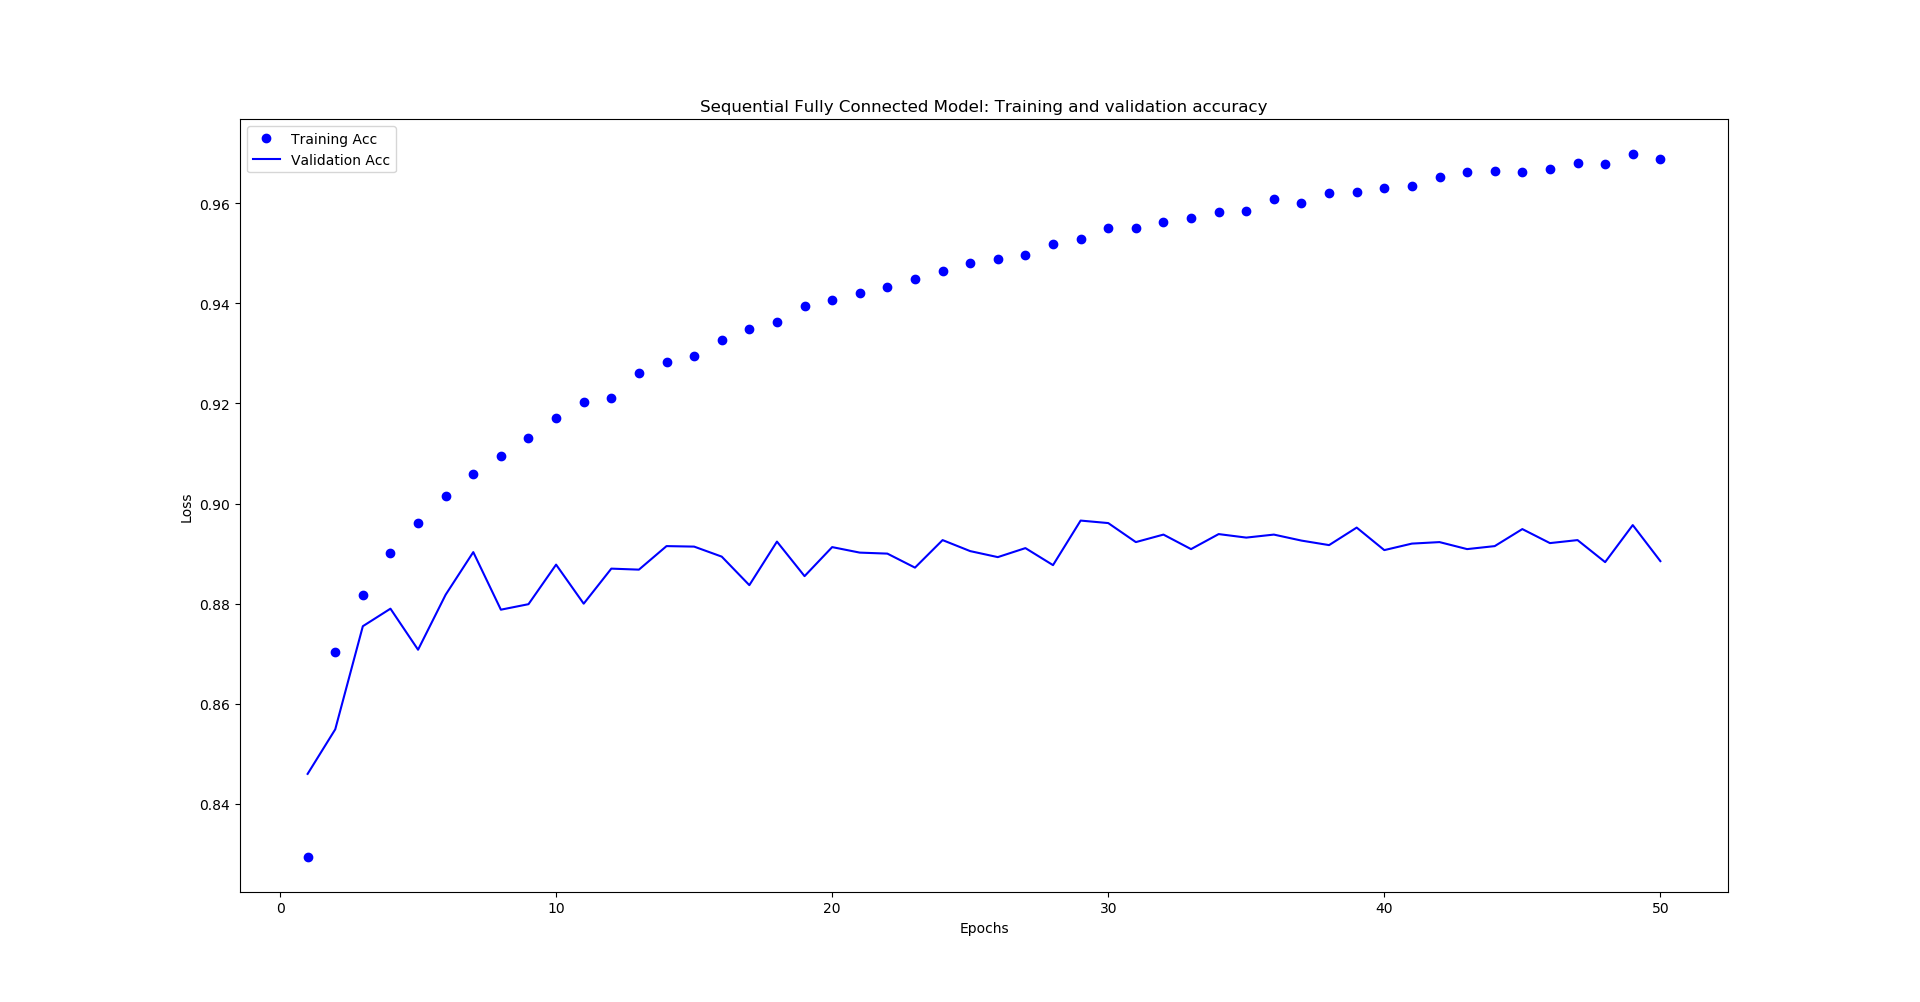 Sequential Fully Connected Model: Training and validation accuracy
Training Acc
Validation Acc
0.96
0.94
0.92
0.90
0.88
0.86
0.84
Loss
0 10 20 30 40 50
Epochs